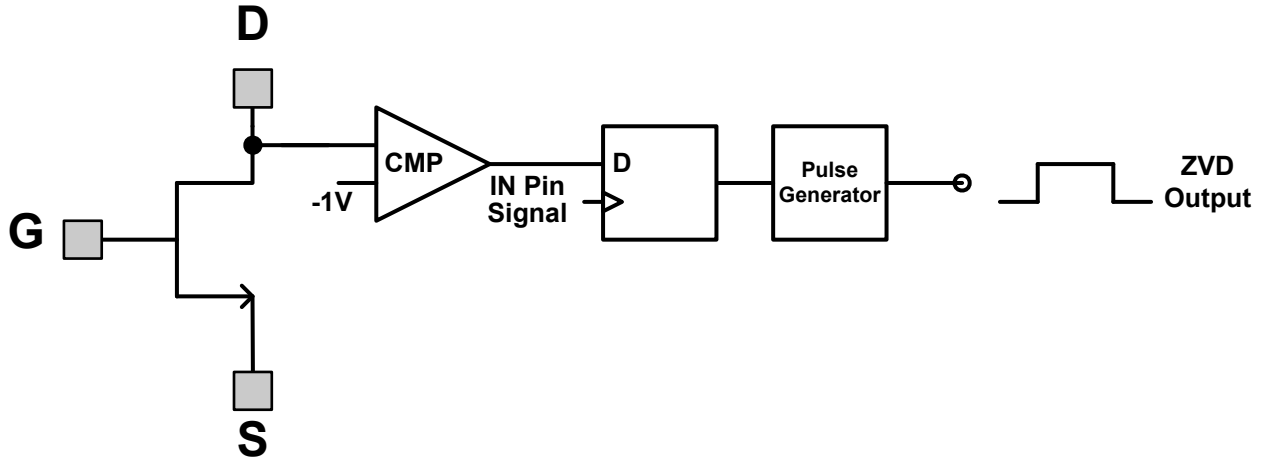 D
CMP
-1V
IN Pin
Signal
D
Pulse
Generator
ZVD
Output
G
S